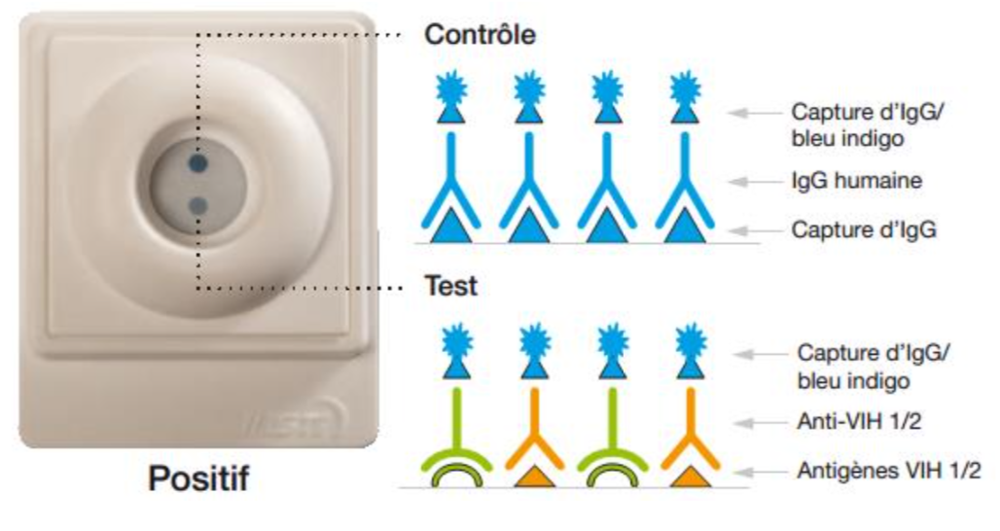 Contrôle
Capture d'IgG/
bleu indigo
IgG humaine
Capture d'IgG
Test
Capture d'IgG/
bleu indigo
Anti-VIH 1/2
Antigènes VIH 1/2
Positif